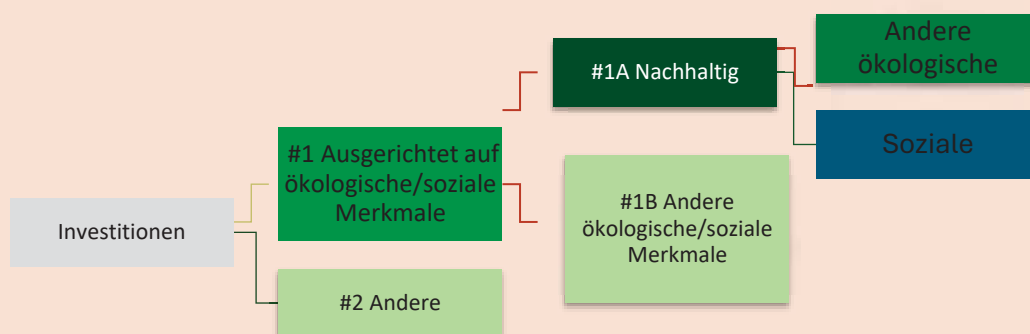 Investitionen
#1 Ausgerichtet auf
ökologische/soziale
Merkmale
#2 Andere
#1A Nachhaltig
#1B Andere
ökologische/soziale
Merkmale
Andere
ökologische
Soziale